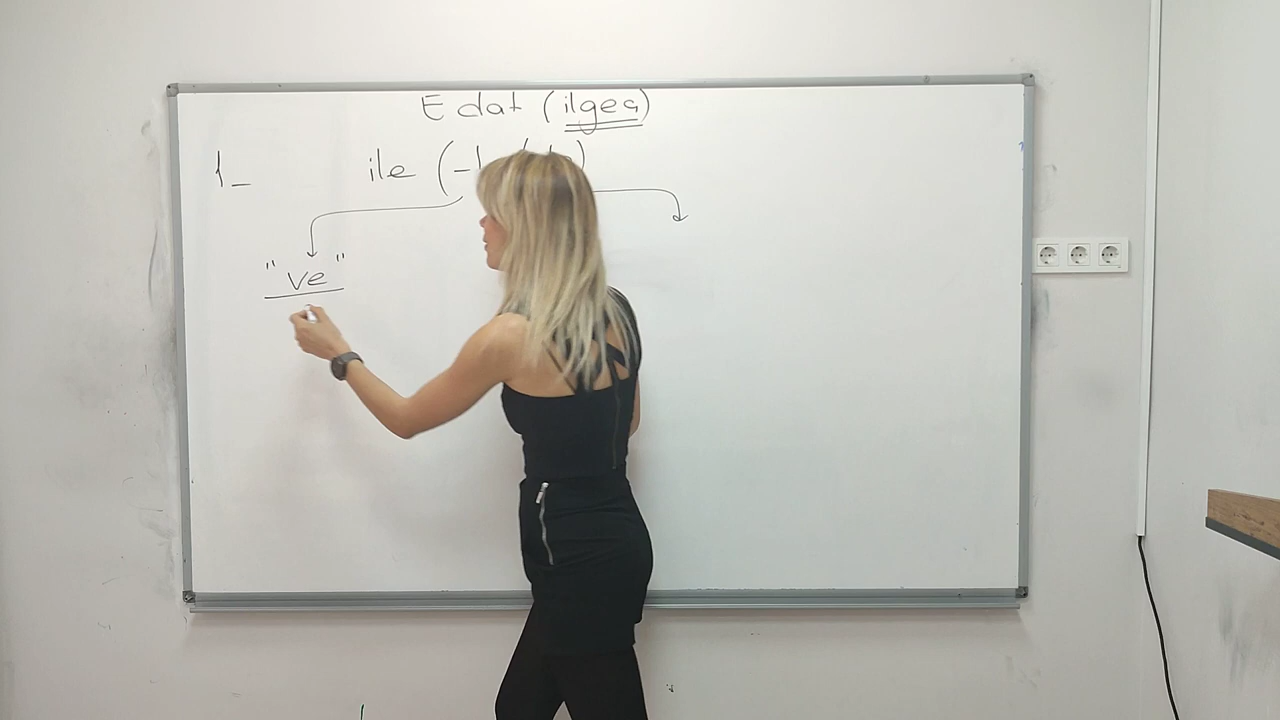 Edat (ilgeç)
1_ ile (-l
"ve"